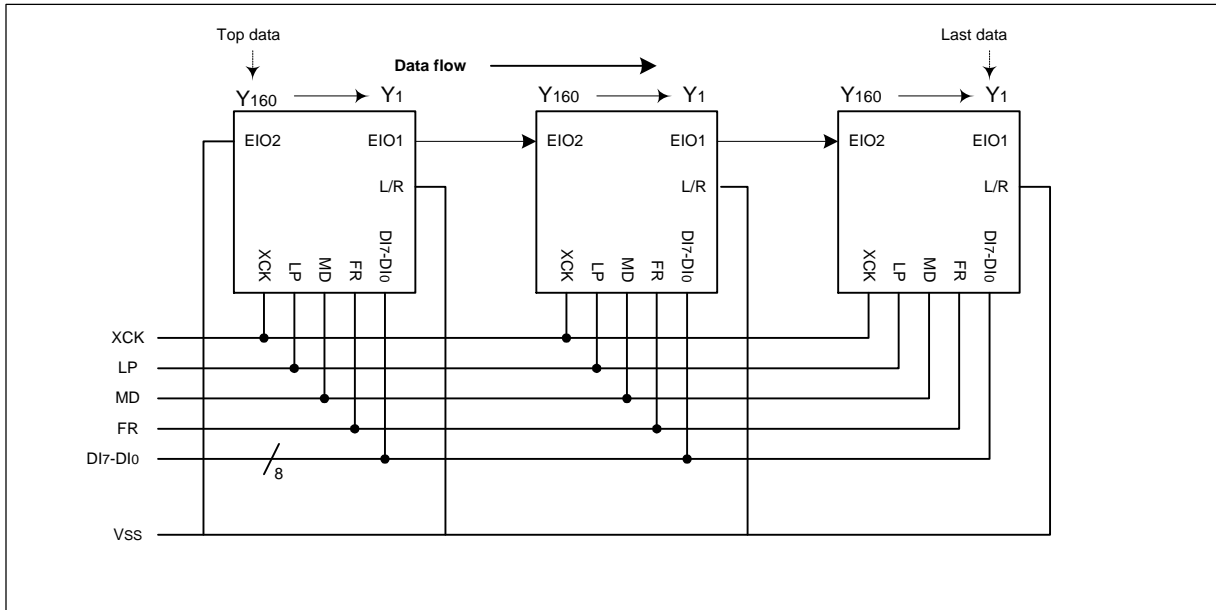 Top data
Last data
Data flow
Y160 Y1 Y160 Y1 Y160 Y1
EIO2 EIO1 EIO2 EIO1 EIO2 EIO1
L/R L/R L/R
XCK LP MD FR DI7-DI0 XCK LP MD FR DI7-DI0 XCK LP MD FR DI7-DI0
XCK
LP
MD
FR
DI7-DI0
8
VSS